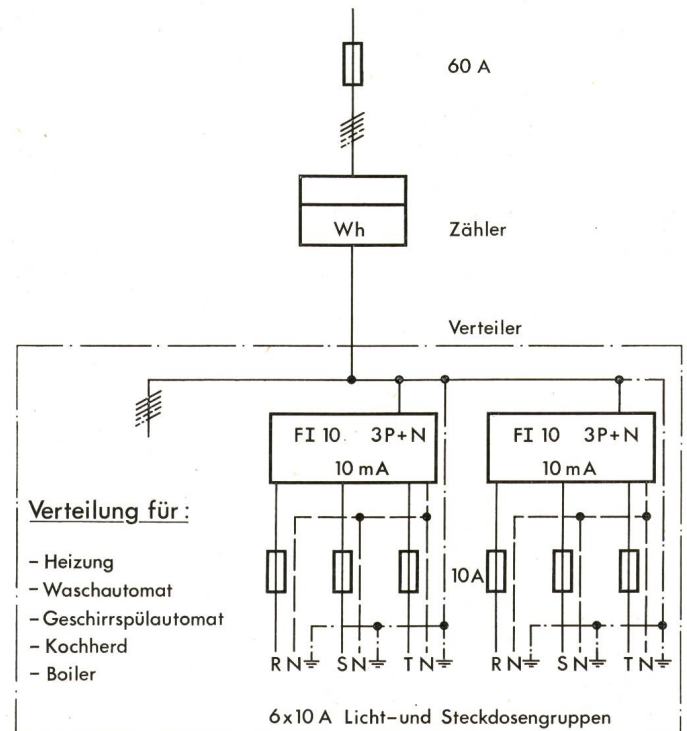 60 A
Wh
Zähler
Verteiler
FI 10 3P+N
10 mA
FI 10 3P+N
10 mA
Verteilung für:
- Heizung
- Waschautomat
- Geschirrspülautomat
- Kochherd
- Boiler
10A
R N S N T N
R N S N T N
6x10 A Licht-und Steckdosengruppen